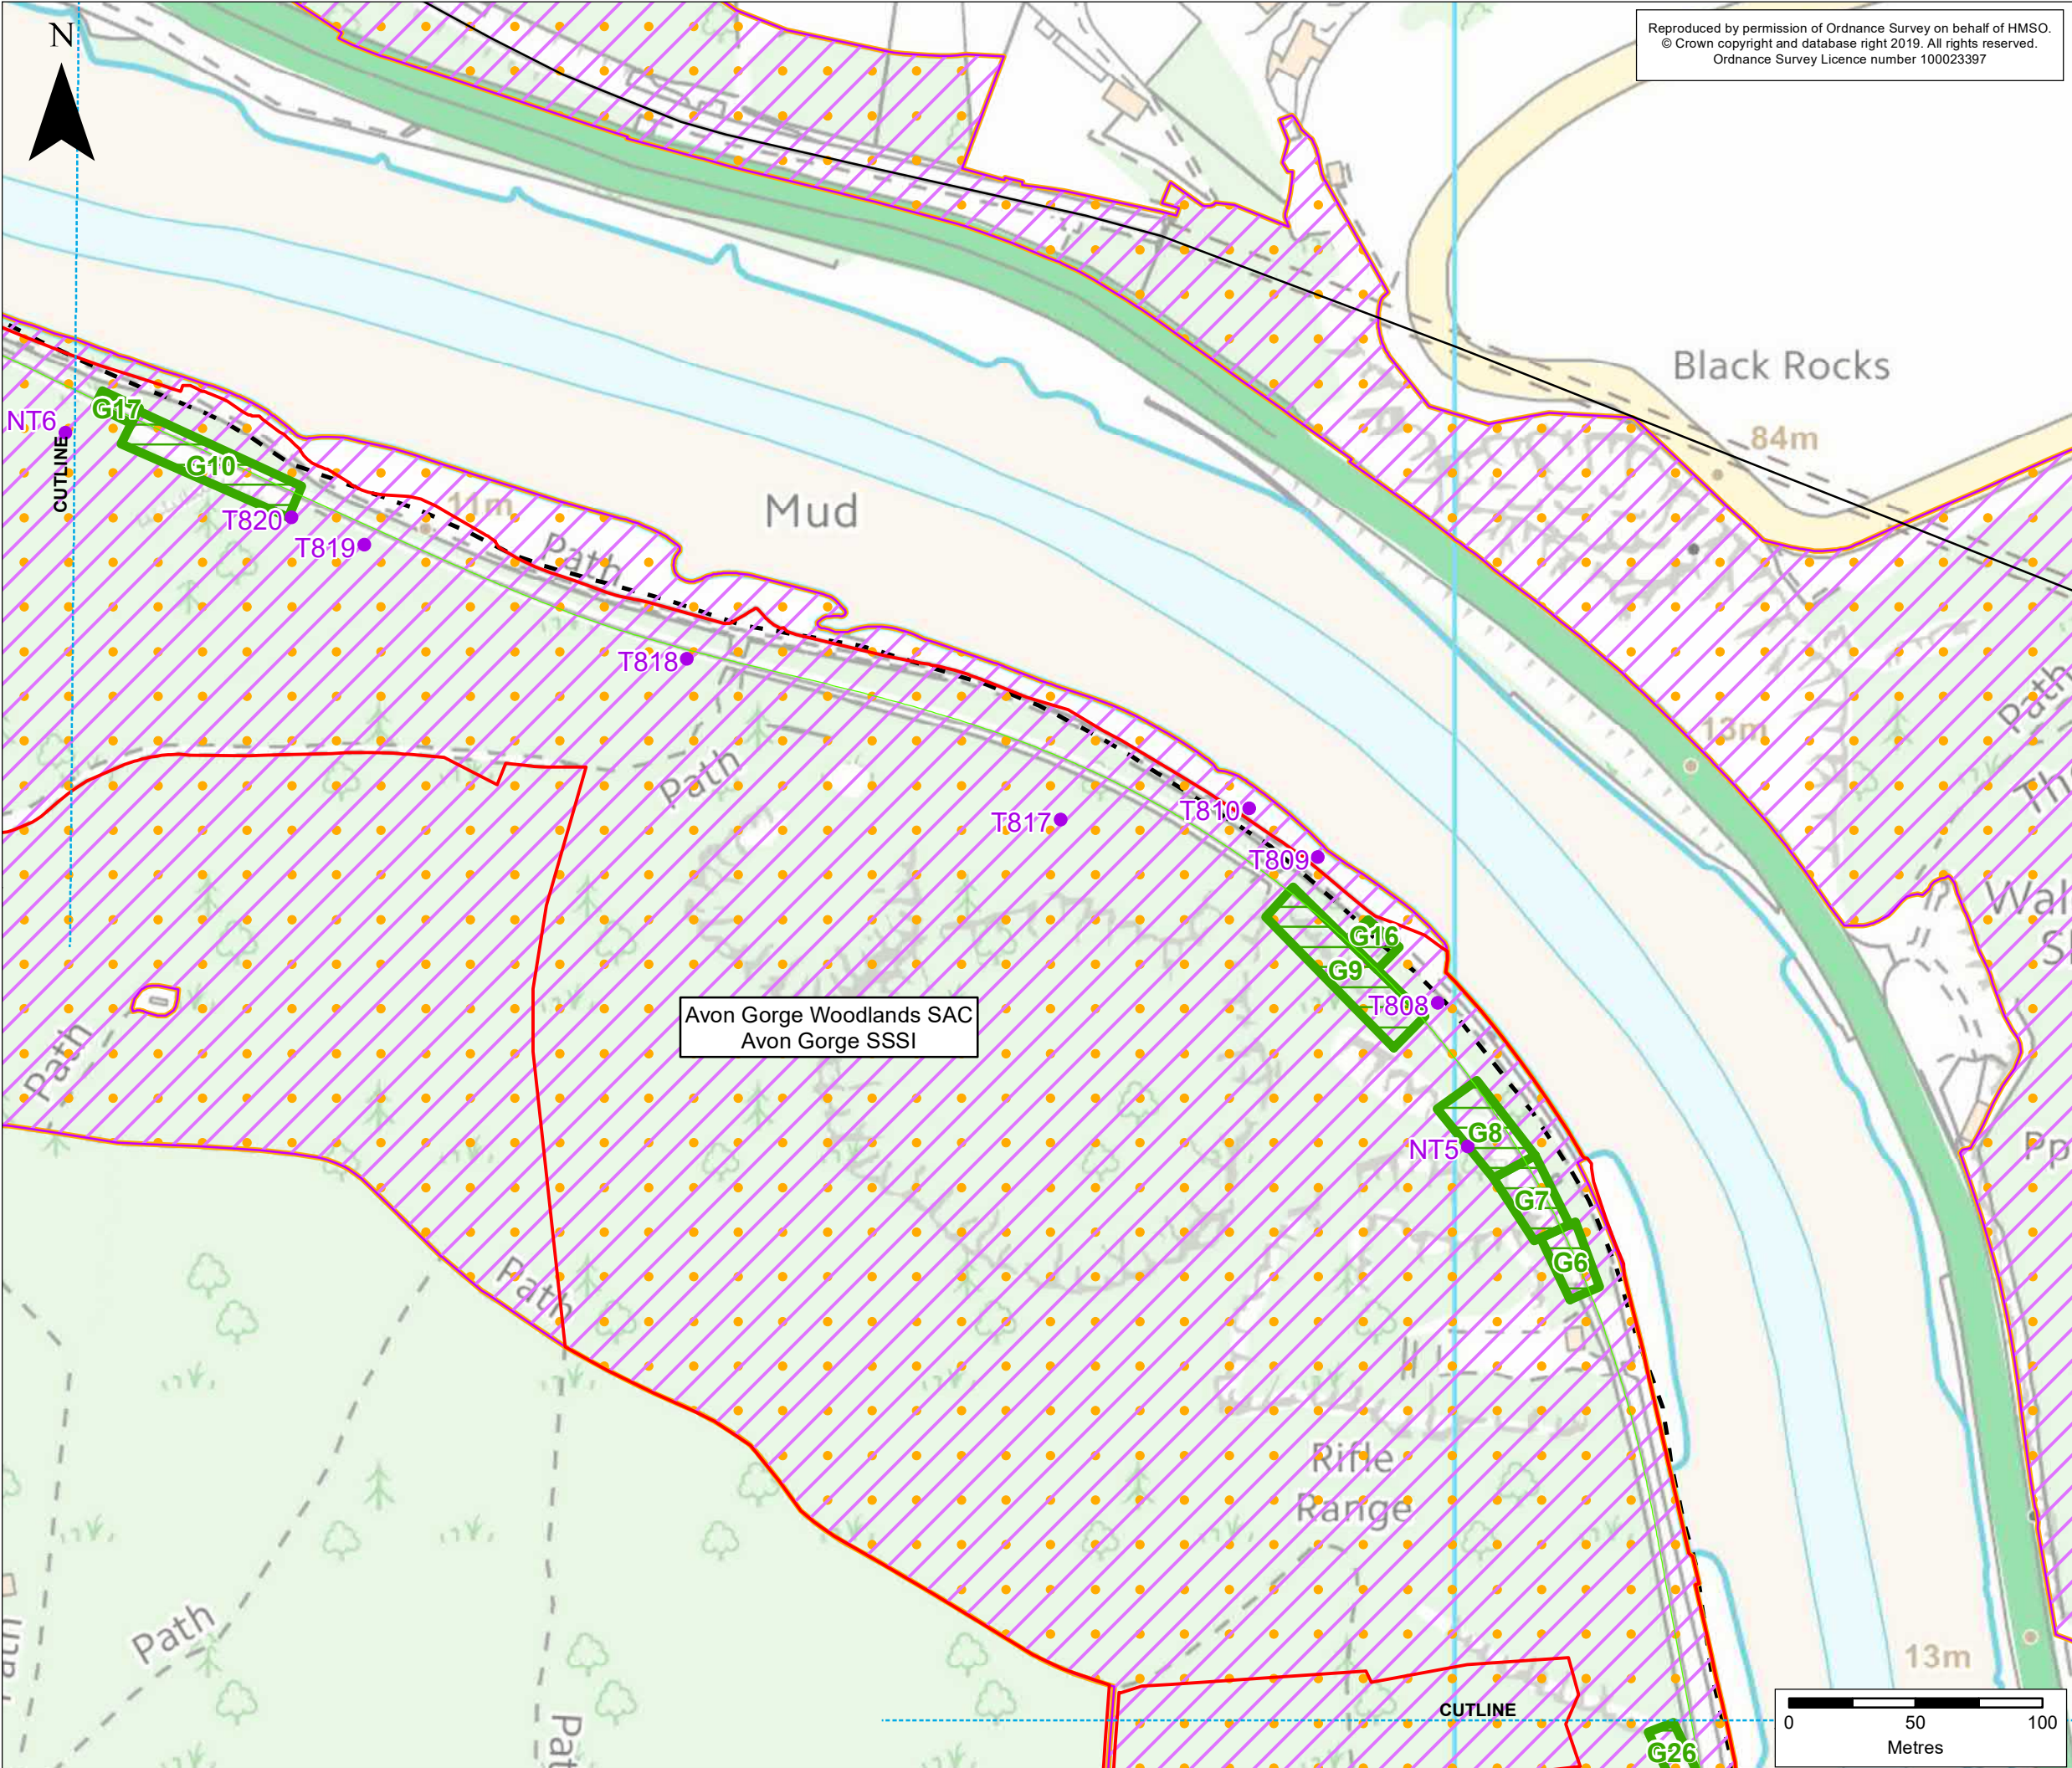 N
Reproduced by permission of Ordnance Survey on behalf of HMSO.
© Crown copyright and database right 2019. All rights reserved.
Ordnance Survey Licence number 100023397
Black Rocks
84m
NT6
G17
CUTLINE
G10
T820
T819
11m
Mud
Path
T818
13m
Path
Path
T817
T810
T809
G16
G9
T808
Avon Gorge Woodlands SAC
Avon Gorge SSSI
Path
G8
NT5
G7
G6
Path
Rifle
Range
Path
Path
13m
CUTLINE
G26
0 50 100
Metres